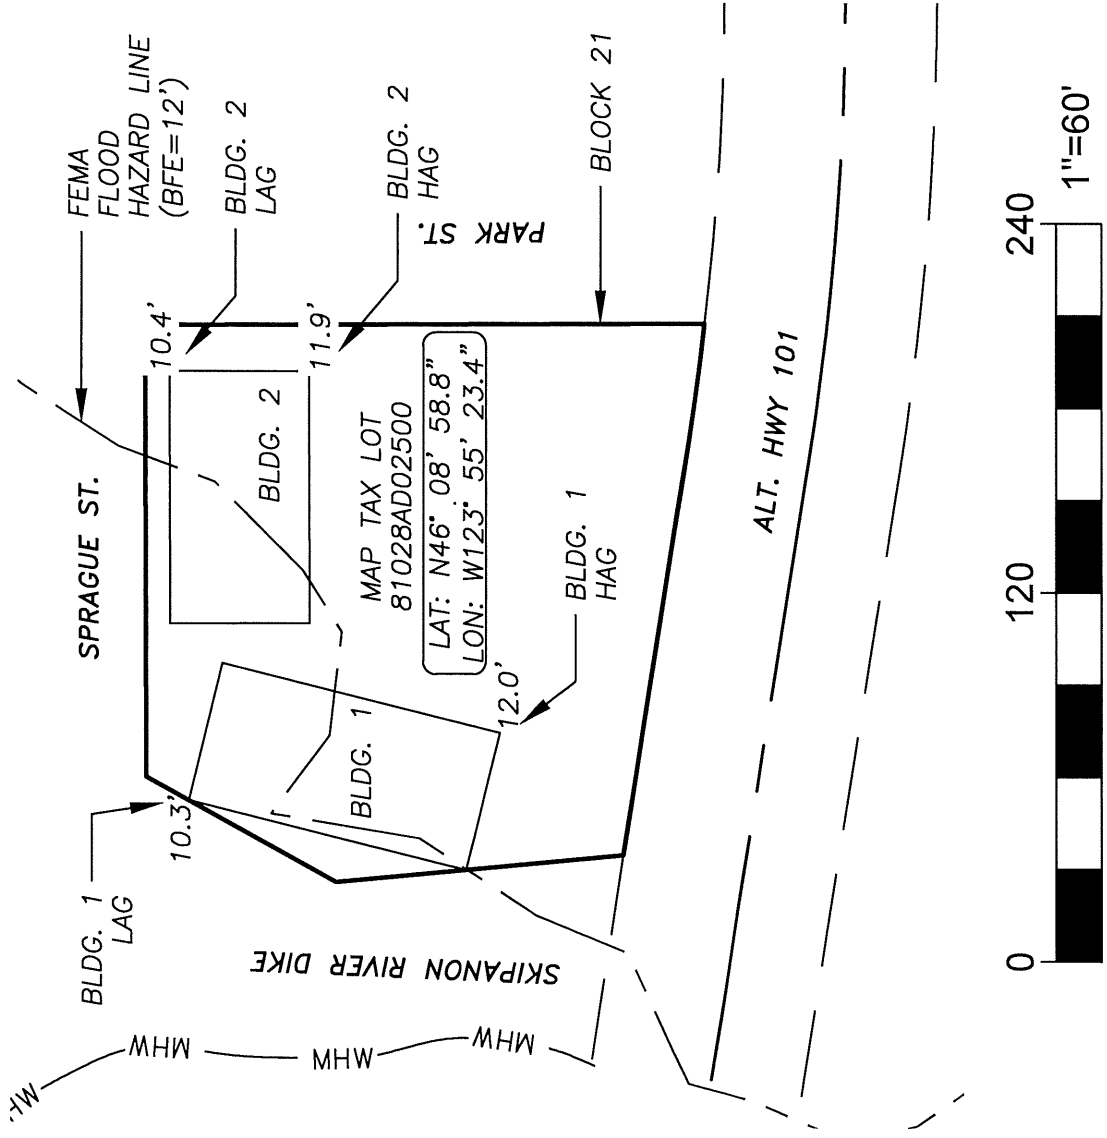 FEMA
FLOOD
HAZARD LINE
(BFE=12')
BLDG. 2
LAG
BLDG. 2
HAG
BLOCK 21
PARK ST.
SPRAGUE ST.
10.4'
11.9'
BLDG. 2
MAP TAX LOT
81028AD02500
LAT: N46° 08' 58.8"
LON: W123° 55' 23.4"
BLDG. 1
HAG
12.0'
BLDG. 1
10.3'
BLDG. 1
LAG
SKIPANON RIVER DIKE
ALT. HWY 101
MHW
MHW
MHW
MHW
0
120
240
1"=60'